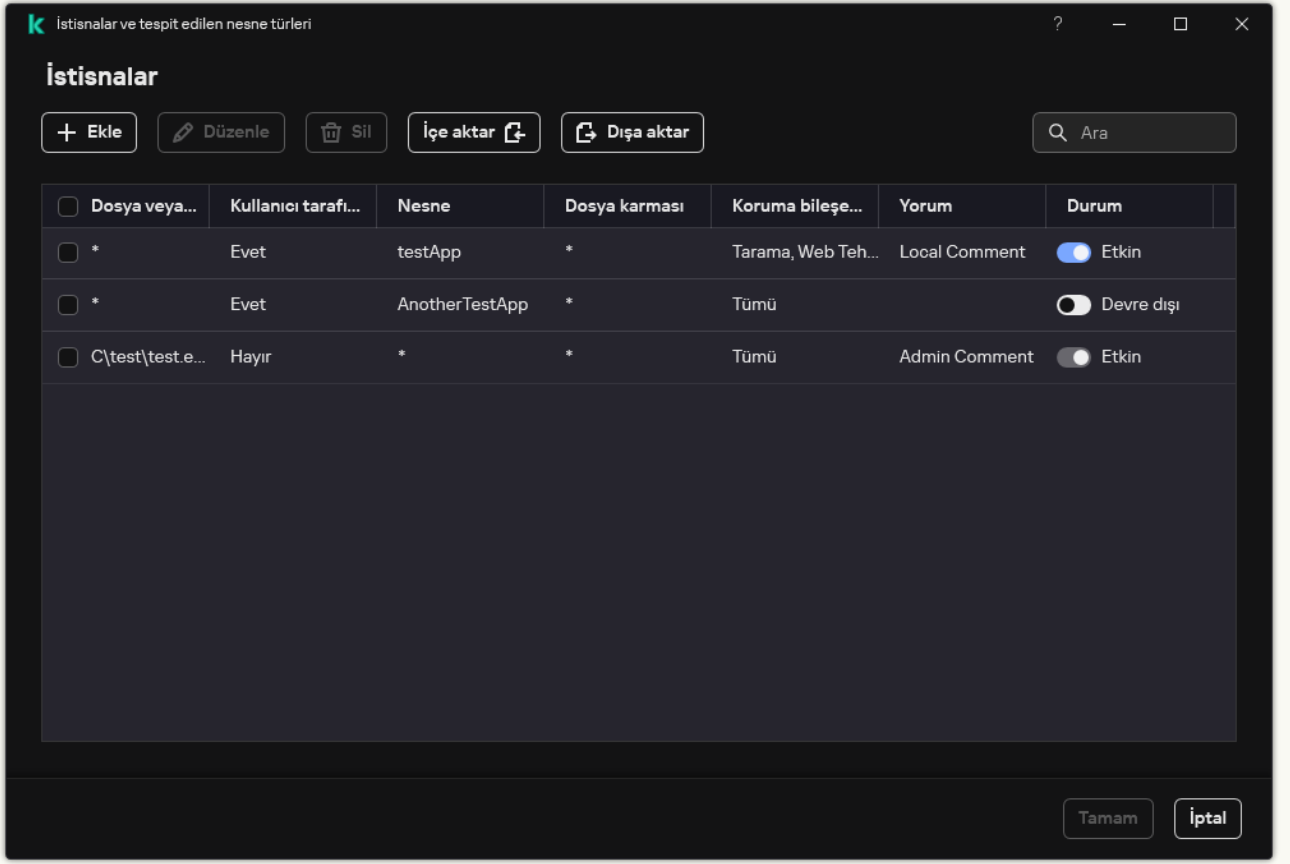 İstisnalar ve tespit edilen nesne türleri
?
İstisnalar
Ekle Düzenle Sil İçe aktar Dışa aktar Ara
Dosya veya... Kullanıcı tarafı... Nesne Dosya karması Koruma bileşe... Yorum Durum
* Evet testApp * Tarama, Web Teh... Local Comment Etkin
* Evet AnotherTestApp * Tümü Devre dışı
C\test\test.e... Hayır * * Tümü Admin Comment Etkin
Tamam İptal